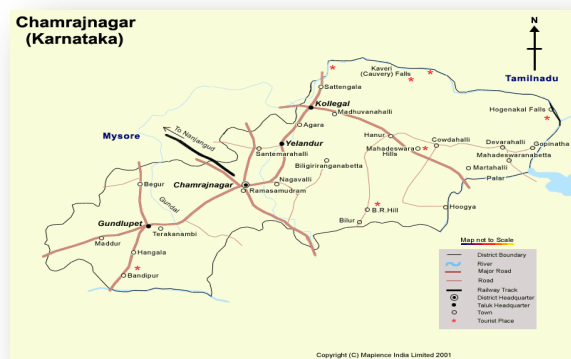 Chamrajnagar
(Karnataka)
N
Tamilnadu
Kaveri
(Cauvery) Falls
Sattengala
Kollegal
Madhuvanahalli
Hogenakal Falls
Agara
To Nanjangud
Mysore
Hanur
Cowdahalli
Yelandur
Devarahalli
Gopinatha
Santemarahalli
Mahadeswara
Hills
Mahadeswaranabetta
Biligiriranganabetta
Martahalli
Palar
Begur
Chamrajnagar
Nagavalli
Ramasamudram
Gundal
B.R.Hill
Hoogya
Bilur
Gundlupet
Terakanambi
Maddur
Hangala
Bandipur
Map not to Scale
District Boundary
River
Major Road
Road
Railway Track
District Headquarter
Taluk Headquarter
Town
Tourist Place
Copyright (C) Mapience India Limited 2001